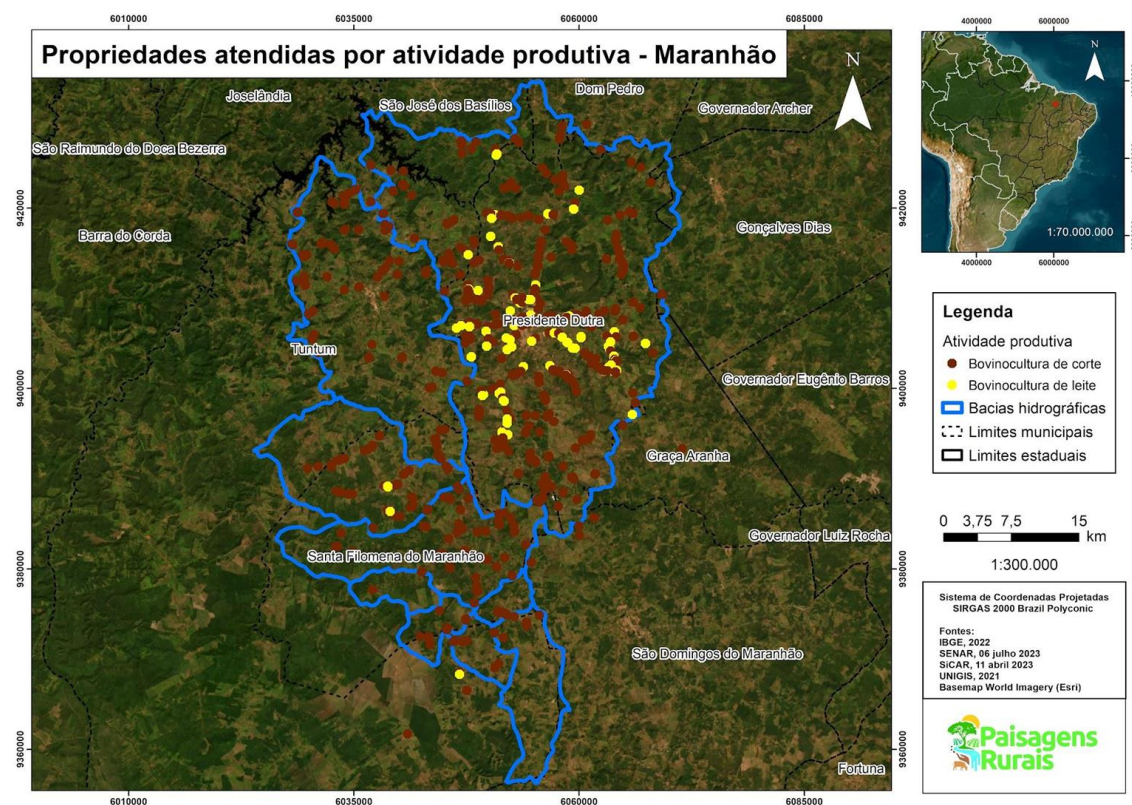 6010000 6035000 6060000 6085000
Propriedades atendidas por atividade produtiva - Maranhão
N
Joselândia
São José dos Basílios
Dom Pedro
Governador Archer
São Raimundo do Doca Bezerra
Barra do Corda
Gonçalves Dias
Presidente Dutra
Tuntum
Governador Eugênio Barros
Graça Aranha
Governador Luiz Rocha
Santa Filomena do Maranhão
São Domingos do Maranhão
Fortuna
9420000
9400000
9380000
9360000
9420000
9400000
9380000
9360000
6010000 6035000 6060000 6085000
4000000 6000000
N
1:70.000.000
4000000 6000000
Legenda
Atividade produtiva
Bovinocultura de corte
Bovinocultura de leite
Bacias hidrográficas
Limites municipais
Limites estaduais
0 3,75 7,5 15
km
1:300.000
Sistema de Coordenadas Projetadas
SIRGAS 2000 Brazil Polyconic
Fontes:
IBGE, 2022
SENAR, 06 julho 2023
SiCAR, 11 abril 2023
UNIGIS, 2021
Basemap World Imagery (Esri)
Paisagens
Rurais